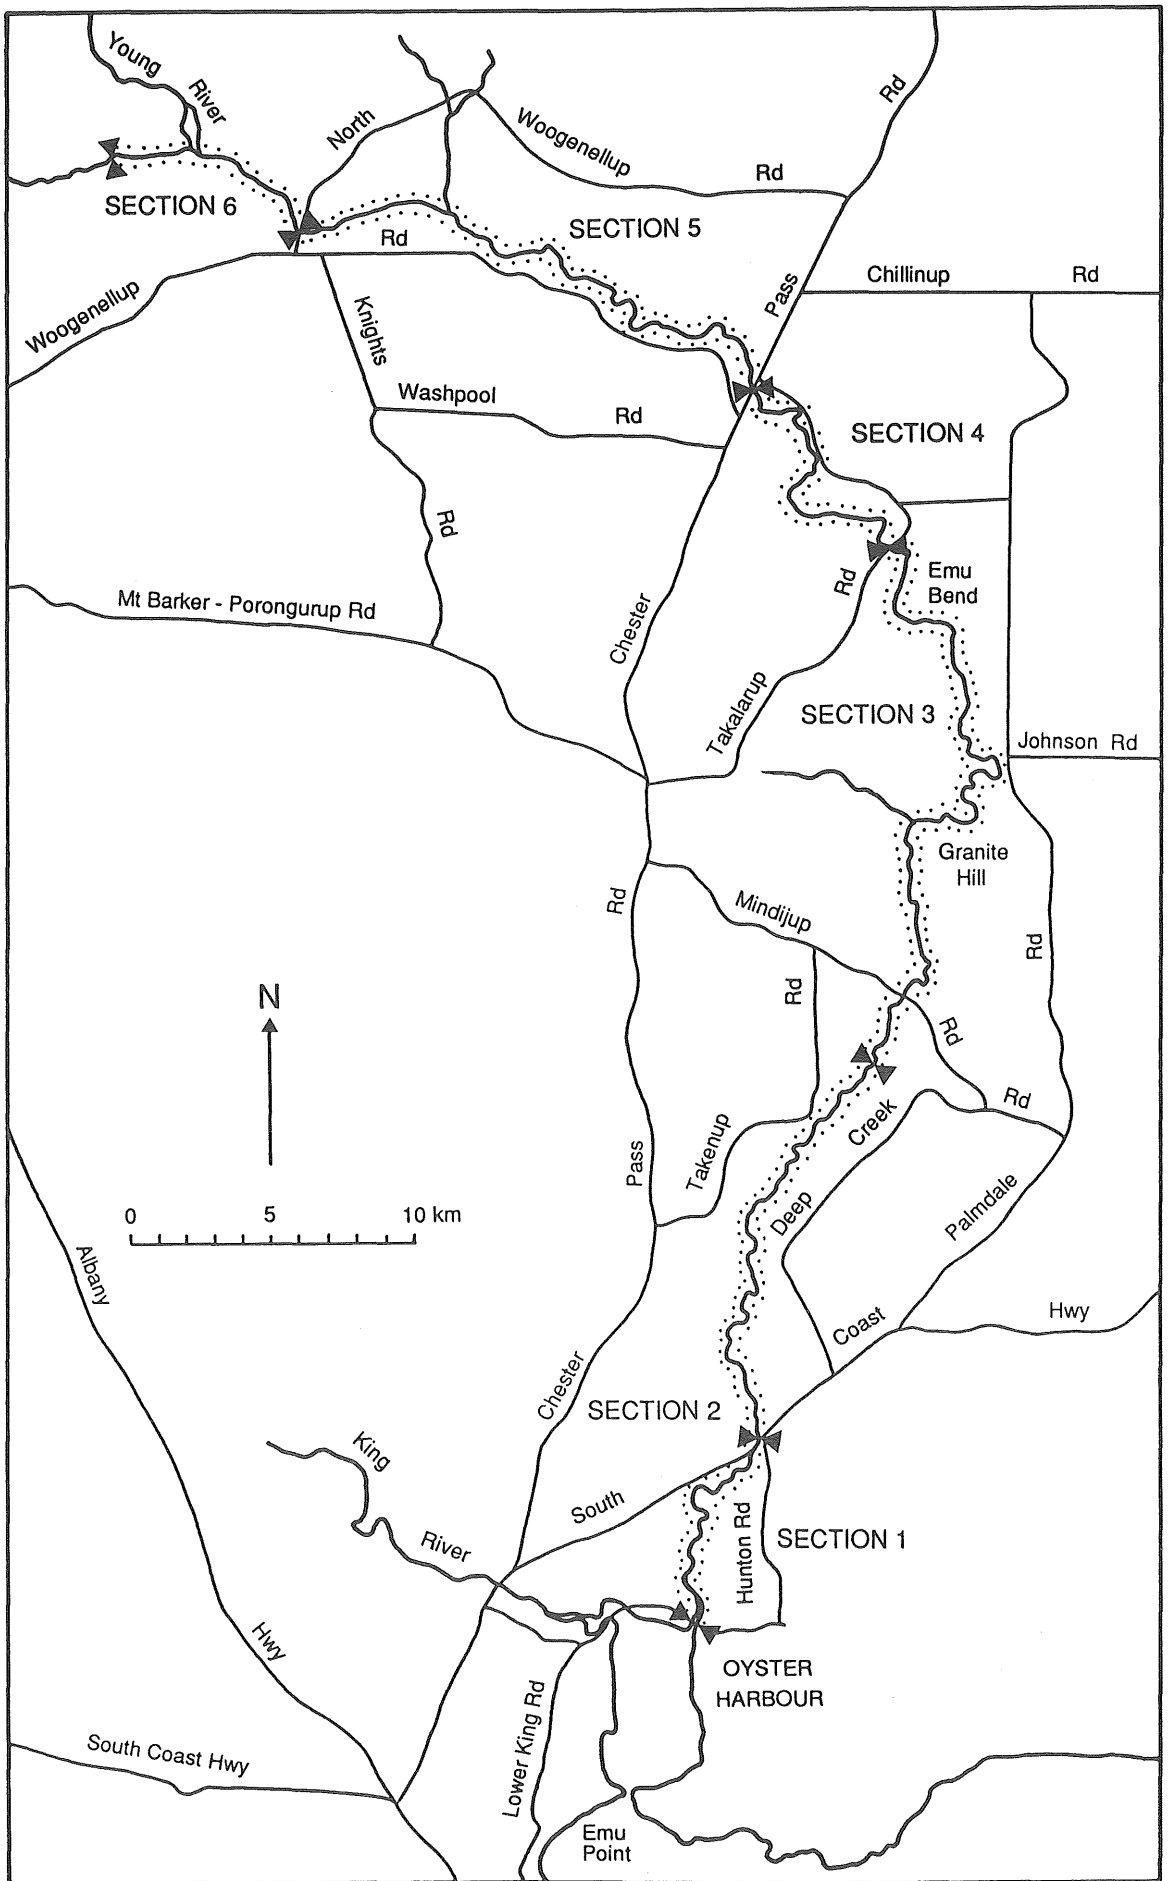 Young
River
North
Woogenellup
Rd
Rd
SECTION 6
SECTION 5
Rd
Chillinup
Rd
Pass
Woogenellup
Knights
Washpool
Rd
SECTION 4
Rd
Rd
Emu
Bend
Mt Barker - Porongurup Rd
Chester
Takalarup
SECTION 3
Johnson Rd
Granite
Hill
Rd
Mindijup
Rd
Rd
N
Rd
Rd
Creek
Takenup
Pass
Deep
Palmdale
0 5 10 km
Albany
Coast
Hwy
Chester
SECTION 2
King
South
River
Hunton Rd
SECTION 1
Hwy
OYSTER
HARBOUR
Lower King Rd
South Coast Hwy
Emu
Point